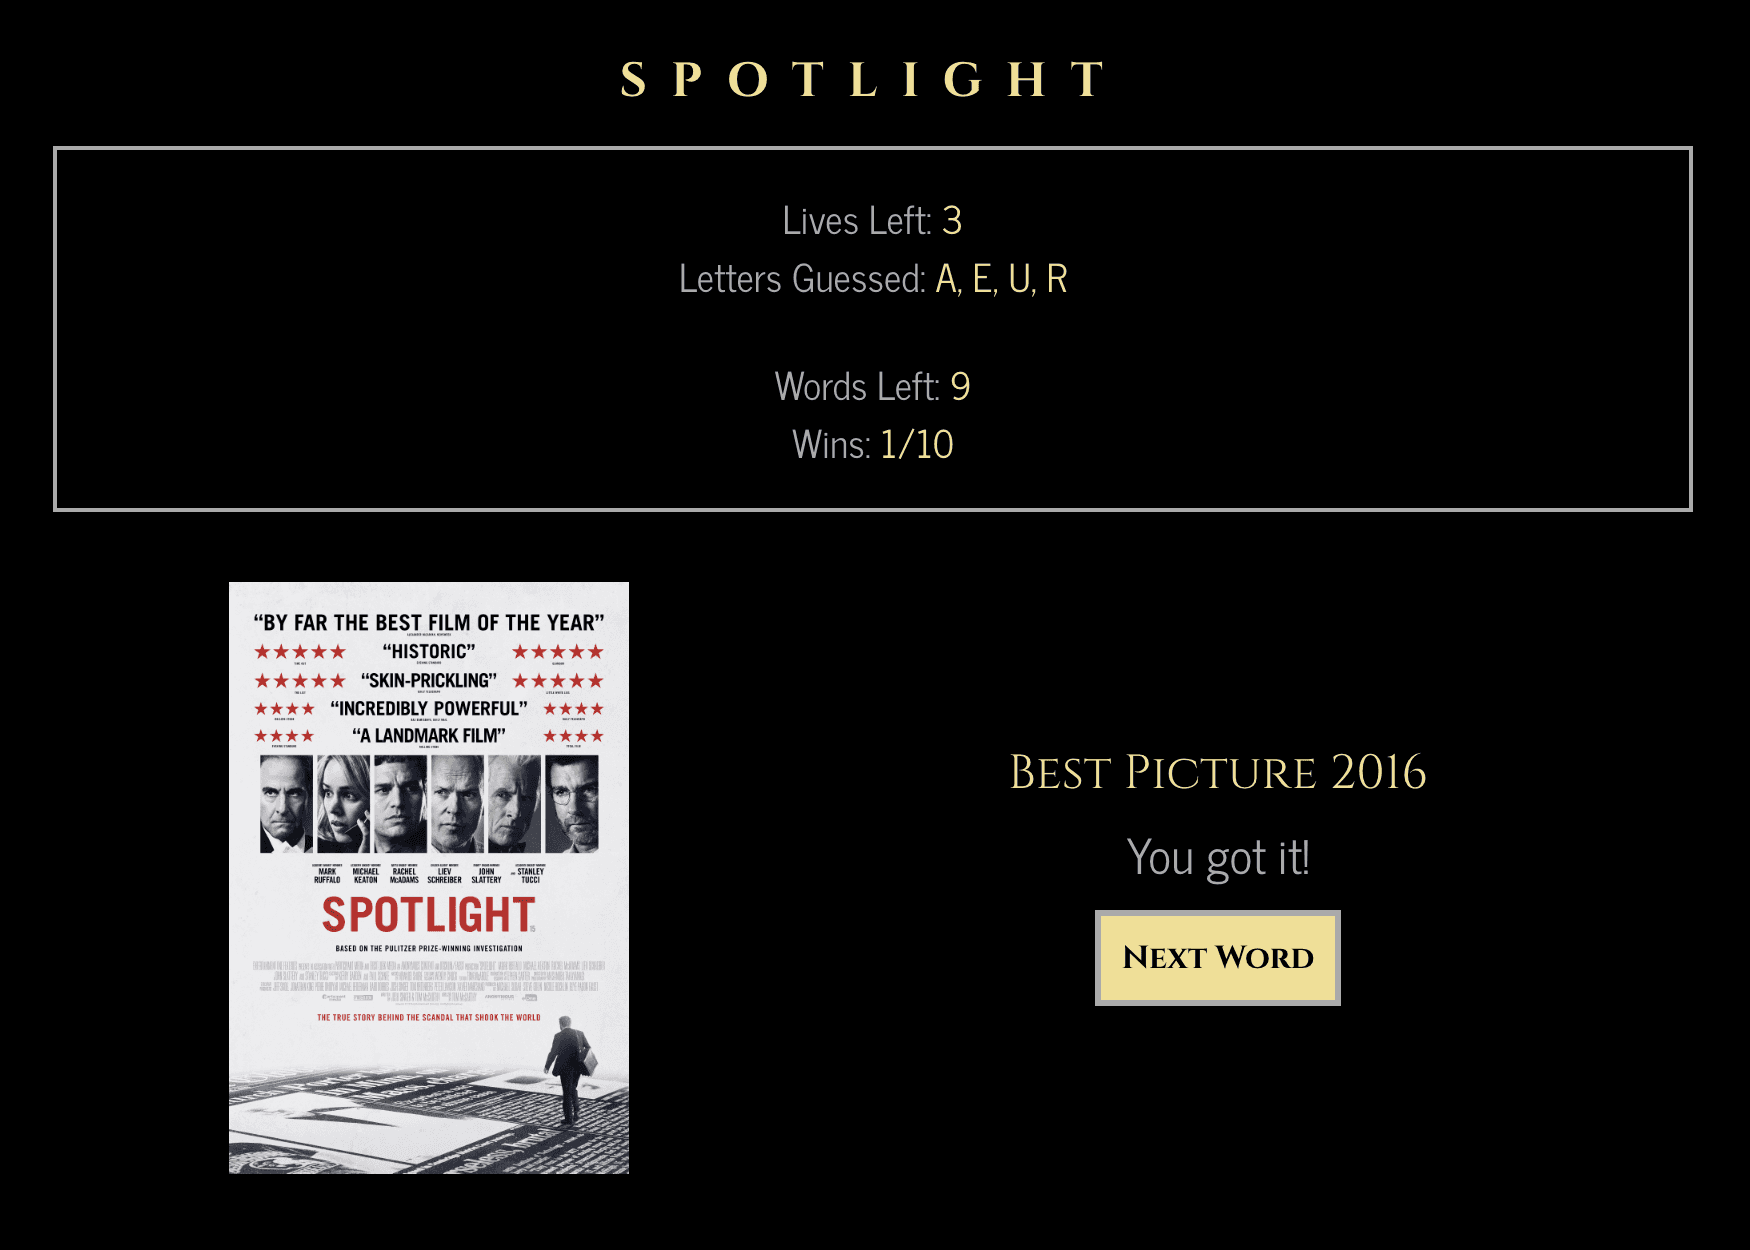 SPOTLIGHT
Lives Left: 3
Letters Guessed: A, E, U, R
Words Left: 9
Wins: 1/10
“BY FAR THE BEST FILM OF THE YEAR”
“HISTORIC”
“SKIN-PRICKLING”
“INCREDIBLY POWERFUL”
“A LANDMARK FILM”
MARK RUFFALO
MICHAEL KEATON
RACHEL McADAMS
LIEV SCHREIBER
JOHN SLATTERY
STANLEY TUCCI
SPOTLIGHT
BASED ON THE PULITZER PRIZE-WINNING INVESTIGATION
THE TRUE STORY BEHIND THE SCANDAL THAT SHOOK THE WORLD
BEST PICTURE 2016
You got it!
NEXT WORD